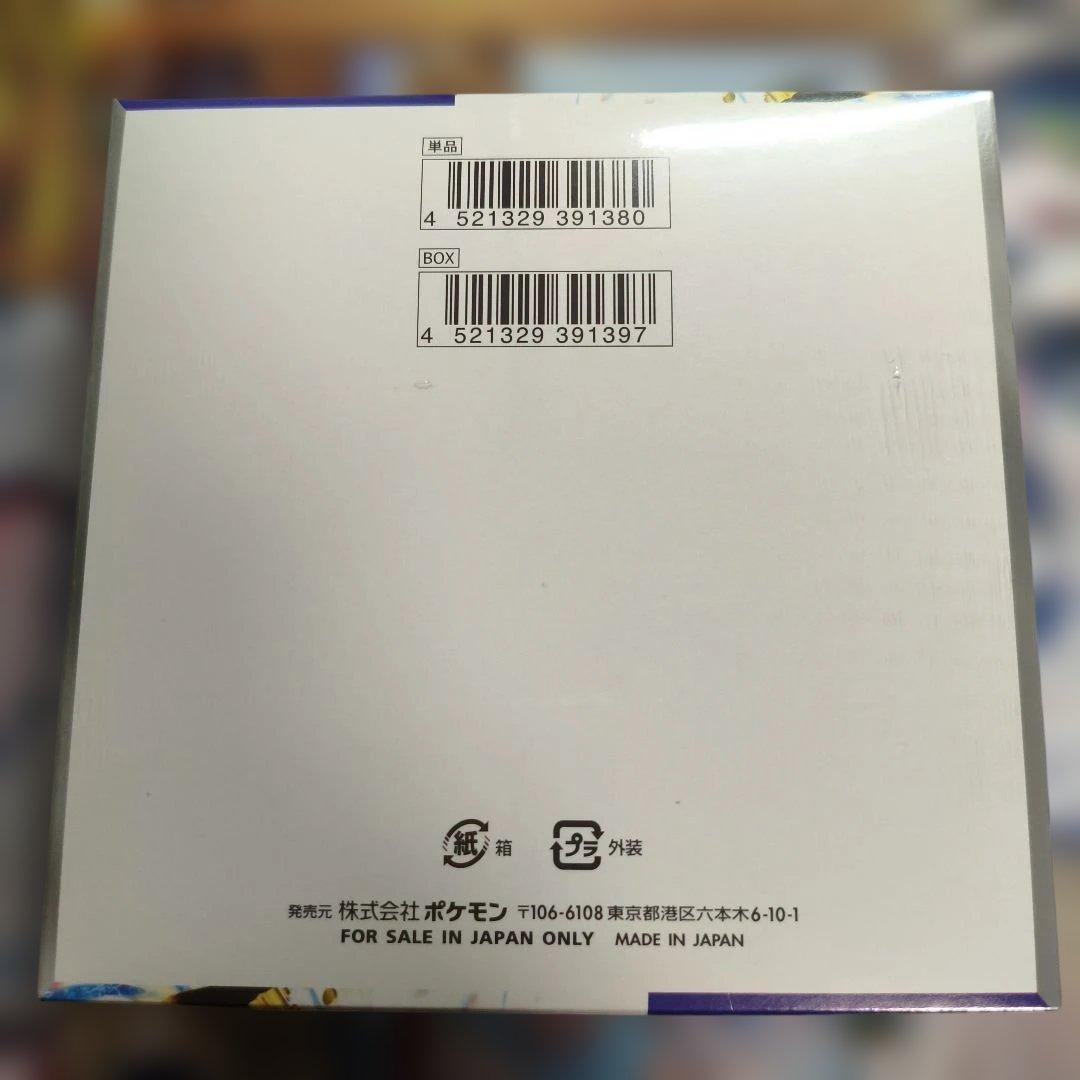 単品
4 521329 391380
BOX
4 521329 391397
紙 箱 プラ 外装
発売元 株式会社ポケモン 〒106-6108 東京都港区六本木6-10-1
FOR SALE IN JAPAN ONLY MADE IN JAPAN